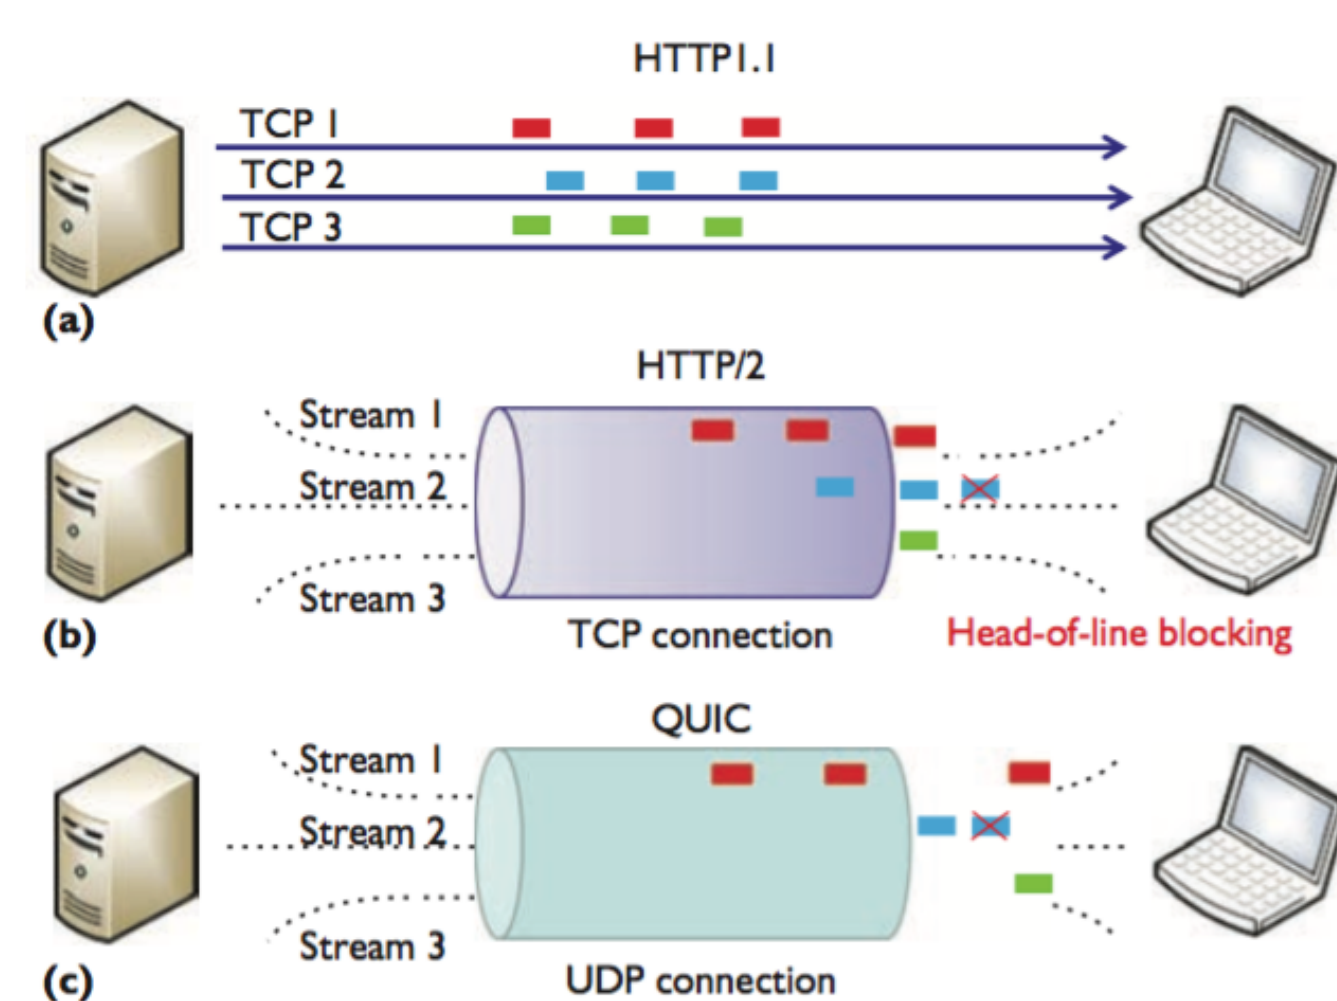 HTTP1.1
TCP 1
TCP 2
TCP 3
(a)
HTTP/2
Stream 1
Stream 2
Stream 3
TCP connection
Head-of-line blocking
(b)
QUIC
Stream 1
Stream 2
Stream 3
UDP connection
(c)